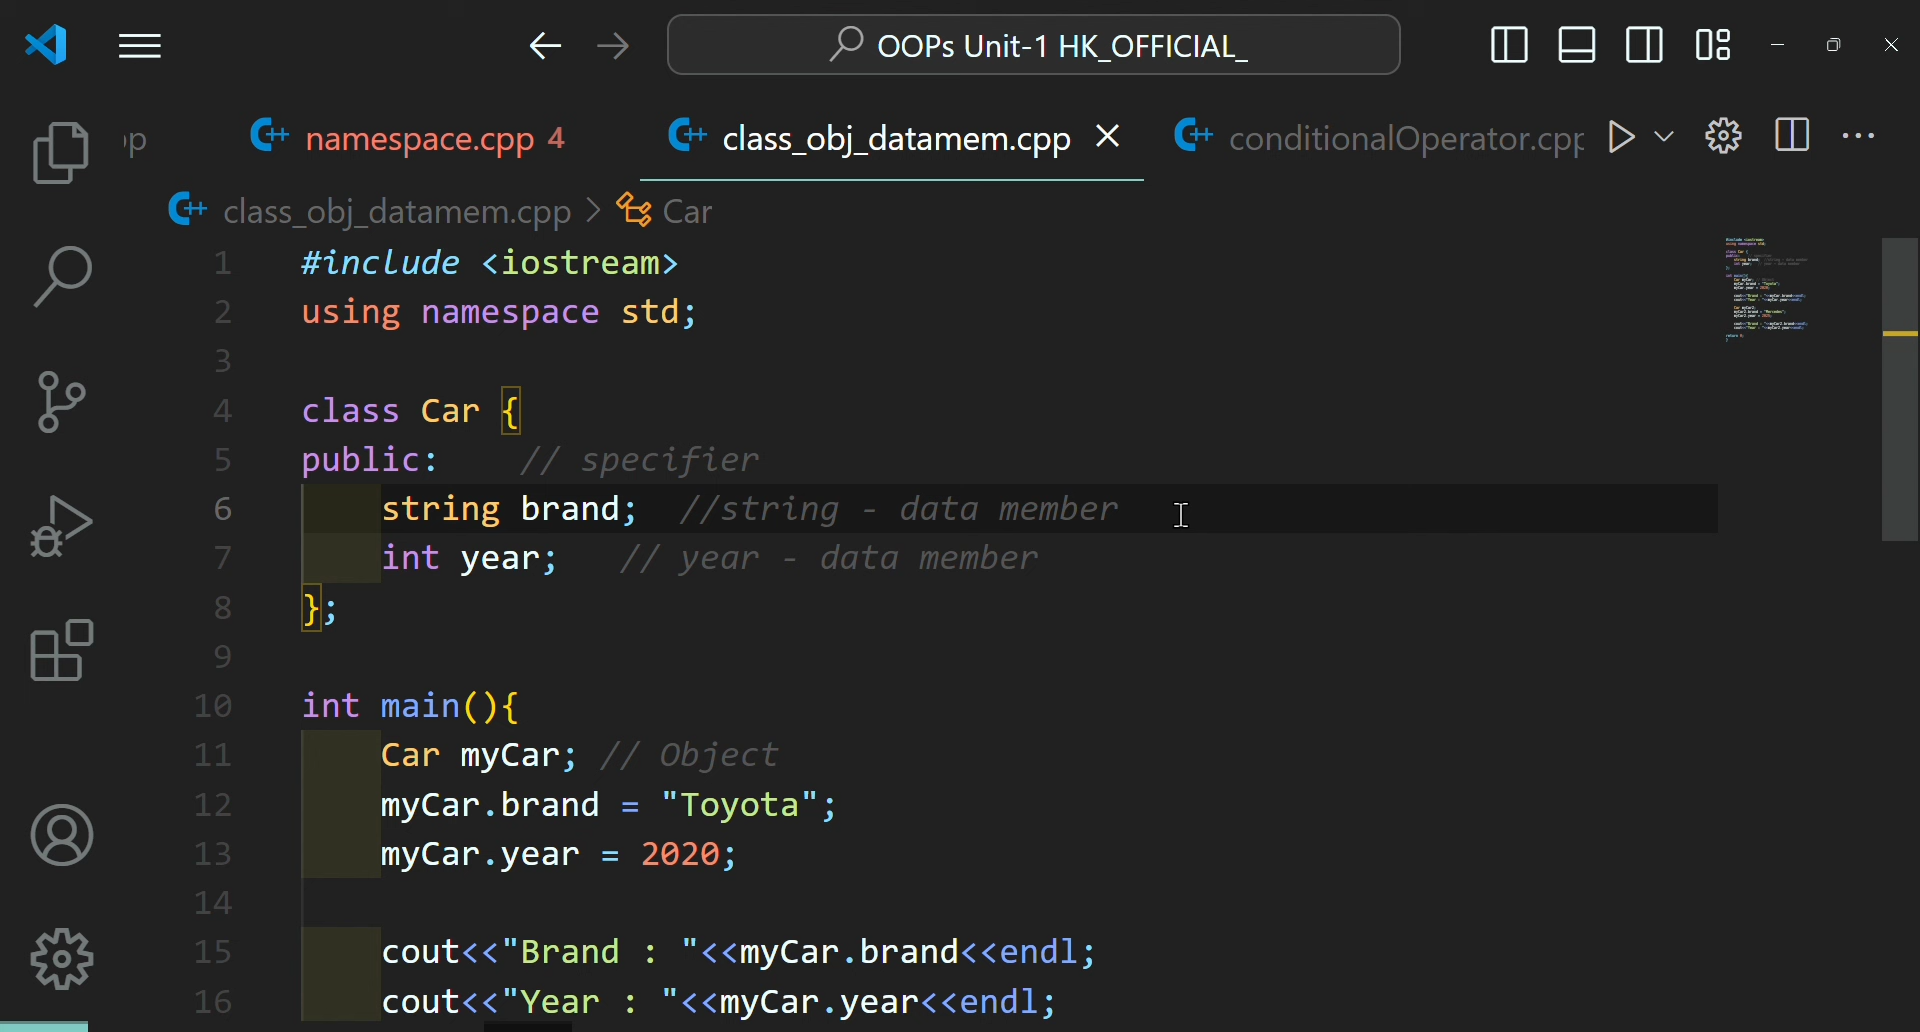 OOPs Unit-1 HK_OFFICIAL_
pp
namespace.cpp 4
class_obj_datamem.cpp
conditionalOperator.cpp
class_obj_datamem.cpp > Car
1 #include <iostream>
2 using namespace std;
3
4 class Car {
5 public: // specifier
6 string brand; //string - data member
7 int year; // year - data member
8 };
9
10 int main(){
11 Car myCar; // Object
12 myCar.brand = "Toyota";
13 myCar.year = 2020;
14
15 cout<<"Brand : "<<myCar.brand<<endl;
16 cout<<"Year : "<<myCar.year<<endl;